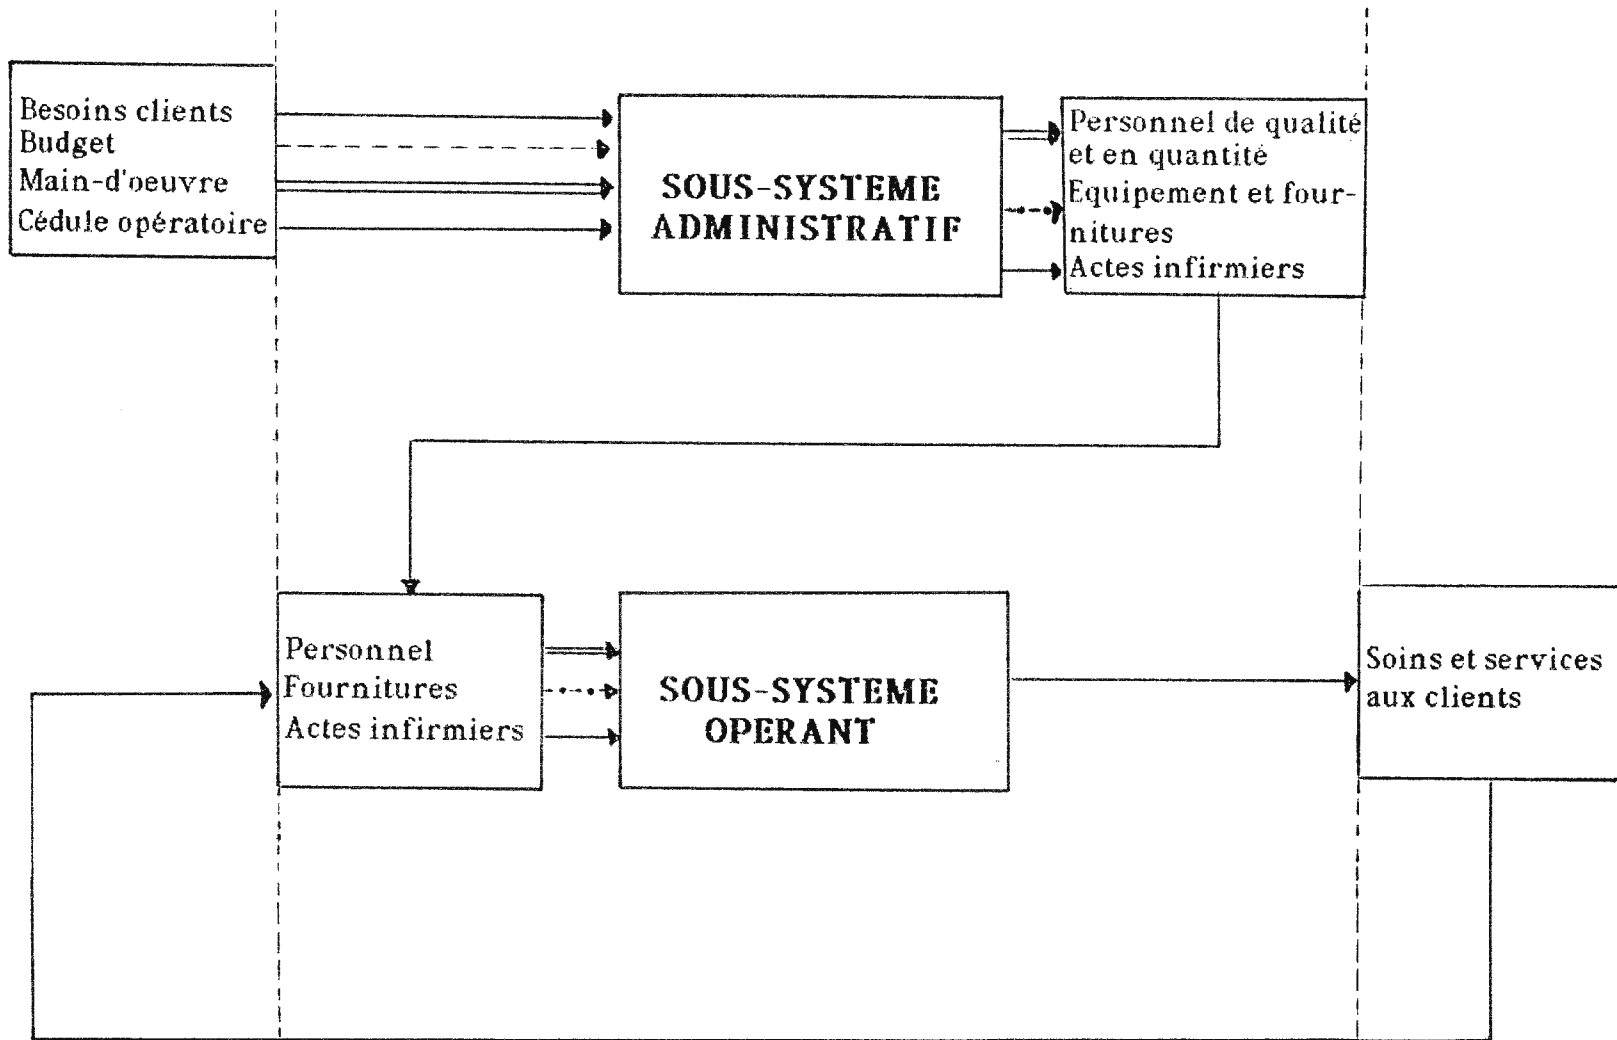 Besoins clients
Budget
Main-d'oeuvre
Cédule opératoire
SOUS-SYSTEME
ADMINISTRATIF
Personnel de qualité
et en quantité
Equipement et four-
nitures
Actes infirmiers
Personnel
Fournitures
Actes infirmiers
SOUS-SYSTEME
OPERANT
Soins et services
aux clients